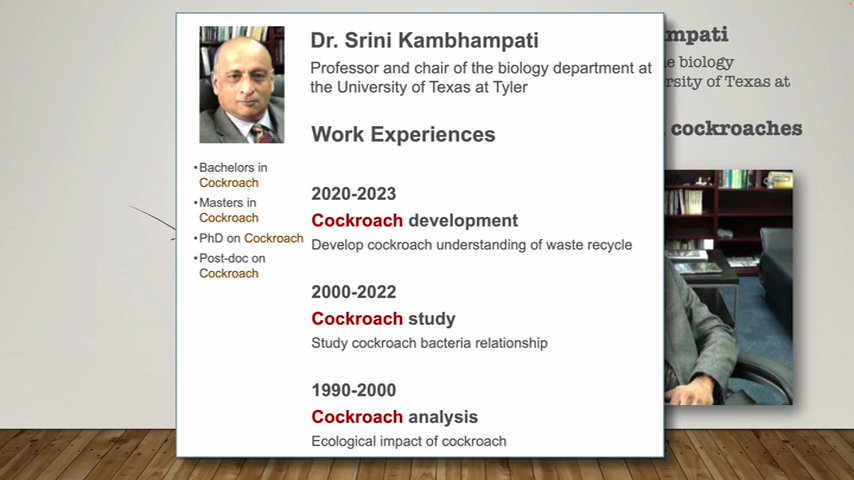 Dr. Srini Kambhampati
Professor and chair of the biology department at
the University of Texas at Tyler
Work Experiences
•Bachelors in
Cockroach
•Masters in
Cockroach
•PhD on Cockroach
•Post-doc on
Cockroach
2020-2023
Cockroach development
Develop cockroach understanding of waste recycle
2000-2022
Cockroach study
Study cockroach bacteria relationship
1990-2000
Cockroach analysis
Ecological impact of cockroach
mpati
e biology
rsity of Texas at
cockroaches